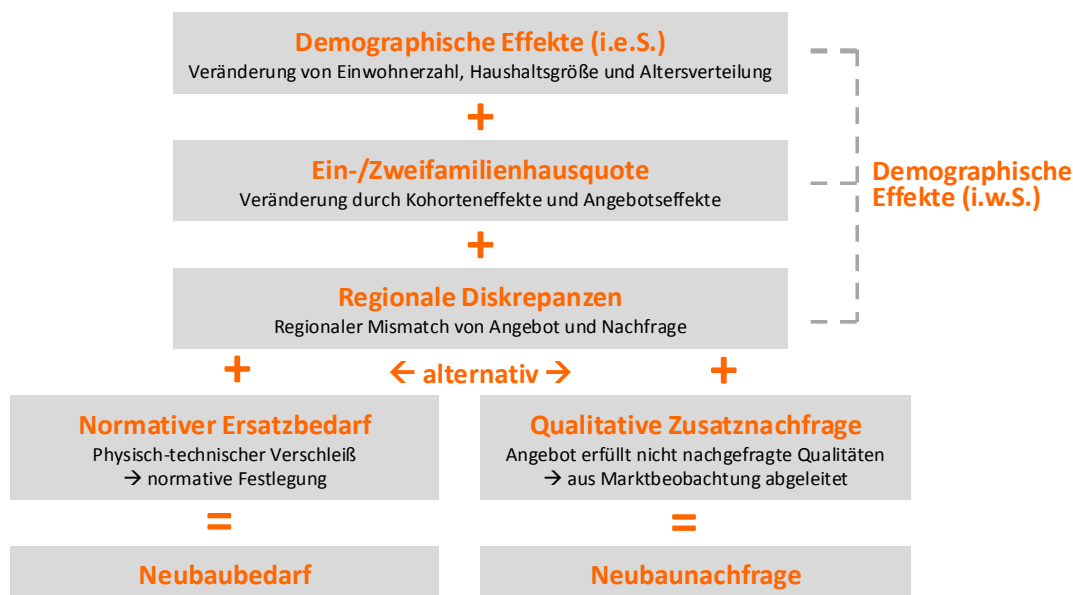 Demographische Effekte (i.e.S.)
Veränderung von Einwohnerzahl, Haushaltsgröße und Altersverteilung
+
Ein-/Zweifamilienhausquote
Veränderung durch Kohorteneffekte und Angebotseffekte
Demographische
Effekte (i.w.S.)
+
Regionale Diskrepanzen
Regionaler Mismatch von Angebot und Nachfrage
+ ← alternativ → +
Normativer Ersatzbedarf
Physisch-technischer Verschleiß
→ normative Festlegung
Qualitative Zusatznachfrage
Angebot erfüllt nicht nachgefragte Qualitäten
→ aus Marktbeobachtung abgeleitet
=
=
Neubaubedarf
Neubaunachfrage